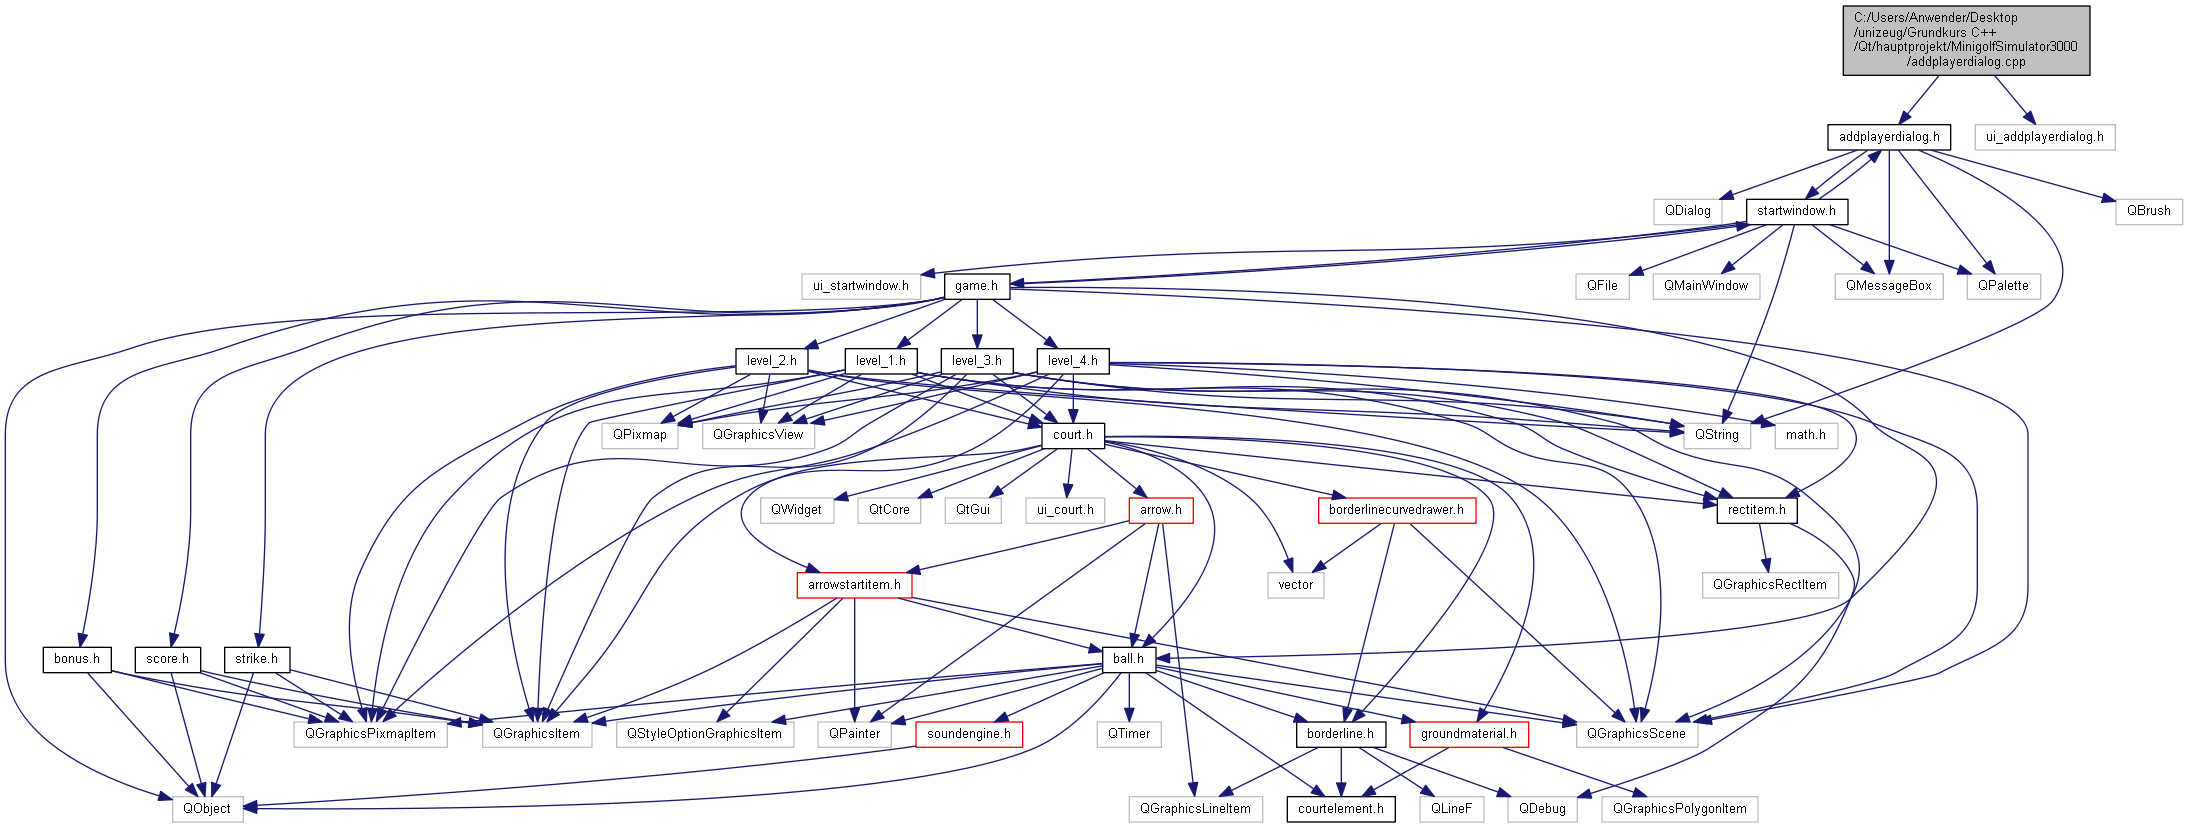 C:/Users/Anwender/Desktop
/unizeug/Grundkurs C++
/Qt/hauptprojekt/MinigolfSimulator3000
/addplayerdialog.cpp
addplayerdialog.h
ui_addplayerdialog.h
QDialog
startwindow.h
QBrush
ui_startwindow.h
game.h
QFile
QMainWindow
QMessageBox
QPalette
level_2.h
level_1.h
level_3.h
level_4.h
QPixmap
QGraphicsView
court.h
QString
math.h
QWidget
QtCore
QtGui
ui_court.h
arrow.h
borderlinecurvedrawer.h
rectitem.h
arrowstartitem.h
vector
QGraphicsRectItem
bonus.h
score.h
strike.h
ball.h
QGraphicsPixmapItem
QGraphicsItem
QStyleOptionGraphicsItem
QPainter
soundengine.h
QTimer
borderline.h
groundmaterial.h
QGraphicsScene
QObject
QGraphicsLineItem
courtelement.h
QLineF
QDebug
QGraphicsPolygonItem